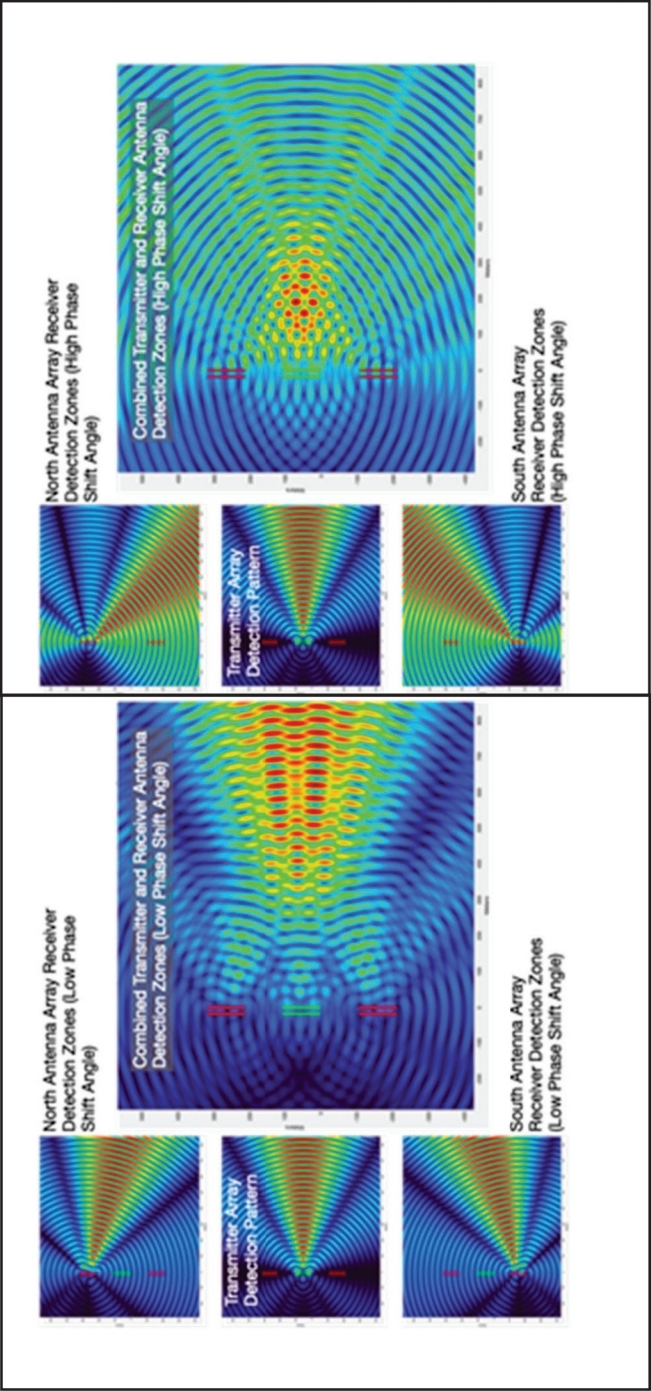 North Antenna Array Receiver
Detection Zones (Low Phase
Shift Angle)
Combined Transmitter and Receiver Antenna
Detection Zones (Low Phase Shift Angle)
Transmitter Array
Detection Pattern
South Antenna Array
Receiver Detection Zones
(Low Phase Shift Angle)
North Antenna Array Receiver
Detection Zones (High Phase
Shift Angle)
Combined Transmitter and Receiver Antenna
Detection Zones (High Phase Shift Angle)
Transmitter Array
Detection Pattern
South Antenna Array
Receiver Detection Zones
(High Phase Shift Angle)